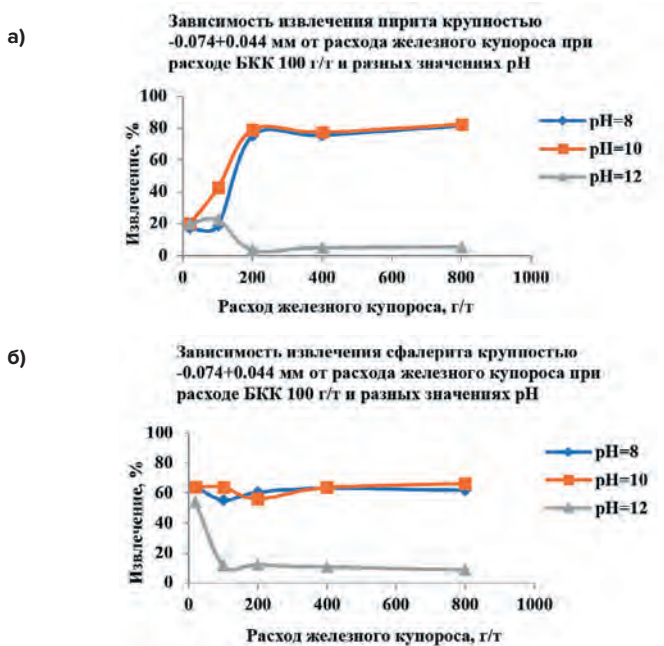 а)
Зависимость извлечения пирита крупностью
-0.074+0.044 мм от расхода железного купороса при
расходе БКК 100 г/т и разных значениях pH
Извлечение, %
100
80
60
40
20
0
0 200 400 600 800 1000
Расход железного купороса, г/т
pH=8
pH=10
pH=12
б)
Зависимость извлечения сфалерита крупностью
-0.074+0.044 мм от расхода железного купороса при
расходе БКК 100 г/т и разных значениях pH
Извлечение, %
100
80
60
40
20
0
0 200 400 600 800 1000
Расход железного купороса, г/т
pH=8
pH=10
pH=12